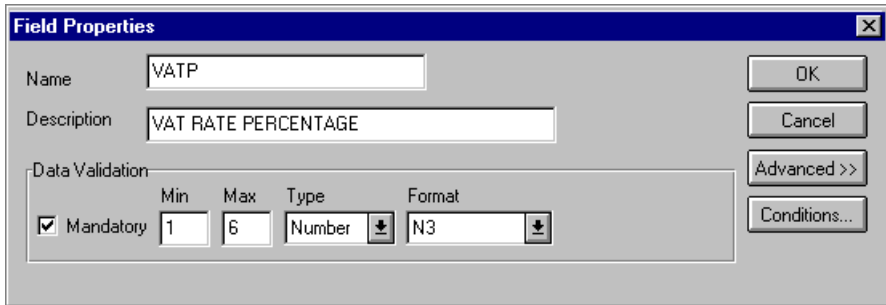 Field Properties
Name VATP OK
Description VAT RATE PERCENTAGE Cancel
Data Validation Advanced >>
Min Max Type Format
Mandatory 1 6 Number N3 Conditions...